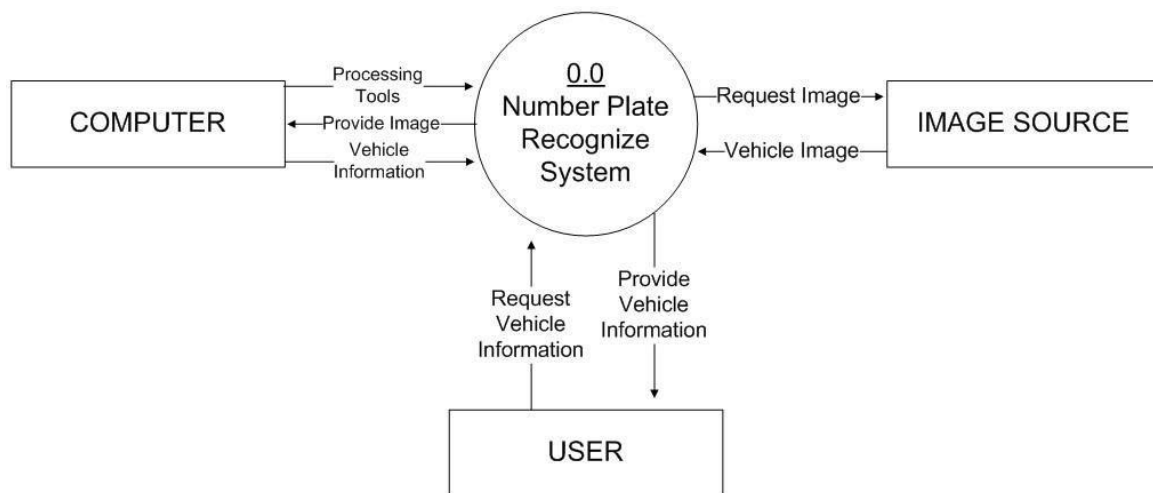 COMPUTER
Processing
Tools
Provide Image
Vehicle
Information
0.0
Number Plate
Recognize
System
Request Image
Vehicle Image
IMAGE SOURCE
Request
Vehicle
Information
Provide
Vehicle
Information
USER